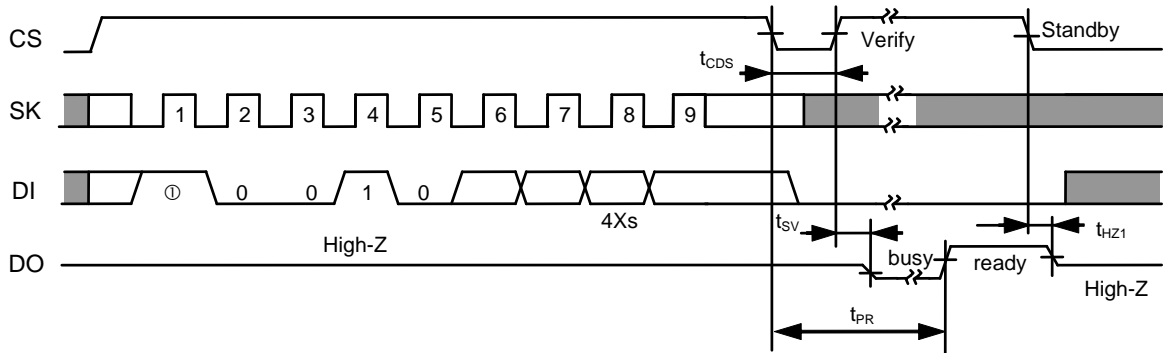 CS
Verify
Standby
tCDS
SK
1 2 3 4 5 6 7 8 9
DI
① 0 0 1 0
4Xs
tSV
tHZ1
High-Z
DO
busy
ready
High-Z
tPR